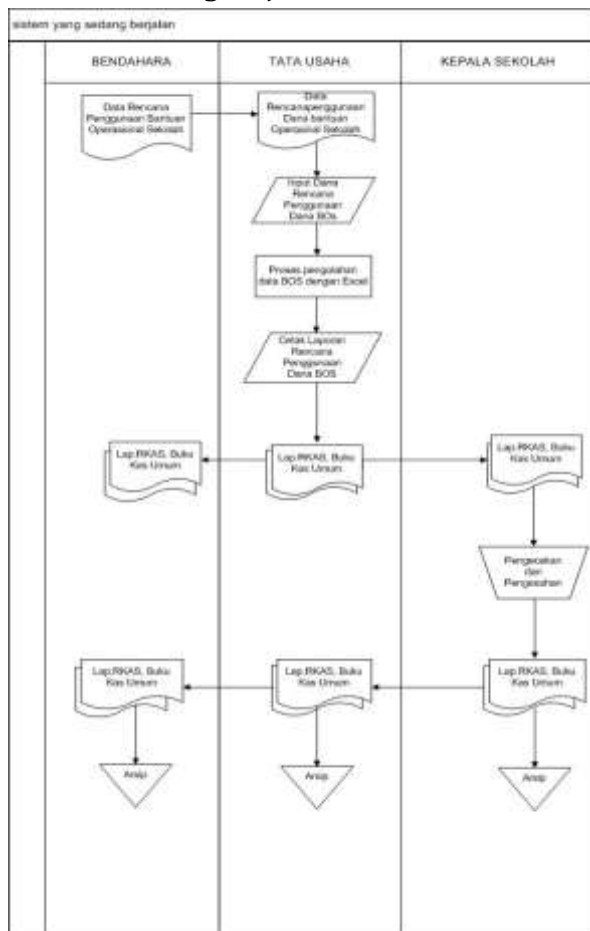 sistem yang sedang berjalan
BENDAHARA
TATA USAHA
KEPALA SEKOLAH
Data Rencana
Penggunaan Bantuan
Operasional Sekolah
Data
Rencanapenggunaan
Dana bantuan
Operasional Sekolah
Input Dana
Rencana
Penggunaan
Dana BOs
Proses pengolahan
data BOS dengan Excel
Cetak Laporan
Rencana
Penggunaan
Dana BOS
Lap.RKAS, Buku
Kas Umum
Lap.RKAS, Buku
Kas Umum
Lap.RKAS, Buku
Kas Umum
Pengecekan
dan
Pengesahan
Lap.RKAS, Buku
Kas Umum
Lap.RKAS, Buku
Kas Umum
Lap.RKAS, Buku
Kas Umum
Arsip
Arsip
Arsip